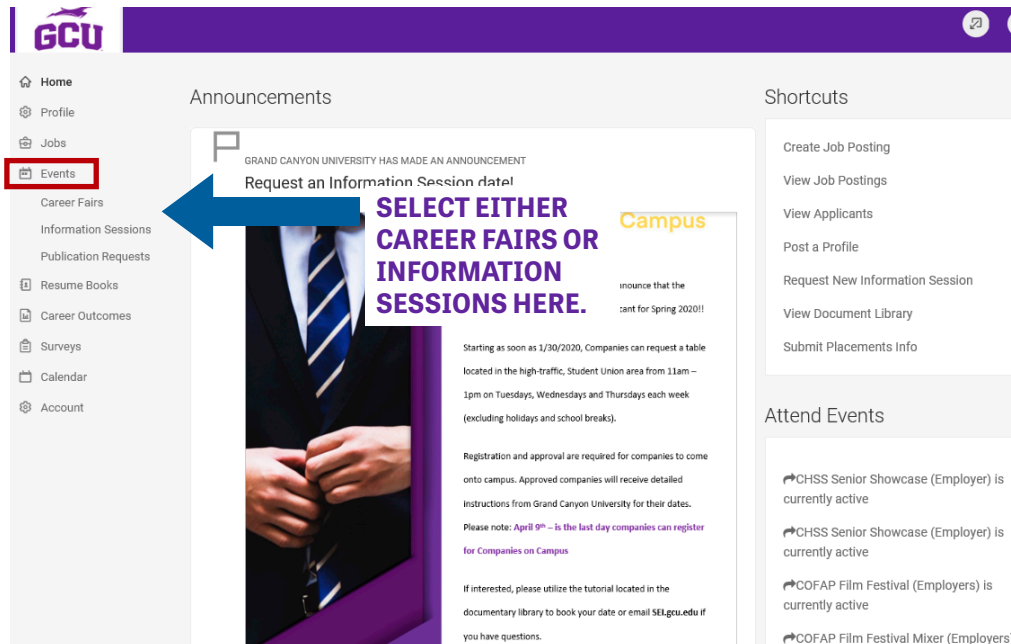 GCU
Home
Profile
Jobs
Events
Career Fairs
Information Sessions
Publication Requests
Resume Books
Career Outcomes
Surveys
Calendar
Account
Announcements
GRAND CANYON UNIVERSITY HAS MADE AN ANNOUNCEMENT
Request an Information Session date!
SELECT EITHER
CAREER FAIRS OR
INFORMATION
SESSIONS HERE.
Campus
that the
for Spring 2020!!
Starting as soon as 1/30/2020, Companies can request a table
located in the high-traffic, Student Union area from 11am –
1pm on Tuesdays, Wednesdays and Thursdays each week
(excluding holidays and school breaks).
Registration and approval are required for companies to come
onto campus. Approved companies will receive detailed
instructions from Grand Canyon University for their dates.
Please note: April 9th – is the last day companies can register
for Companies on Campus
If interested, please utilize the tutorial located in the
documentary library to book your date or email SEI.gcu.edu if
you have questions.
Shortcuts
Create Job Posting
View Job Postings
View Applicants
Post a Profile
Request New Information Session
View Document Library
Submit Placements Info
Attend Events
CHSS Senior Showcase (Employer) is
currently active
CHSS Senior Showcase (Employer) is
currently active
COFAP Film Festival (Employers) is
currently active
COFAP Film Festival Mixer (Employers)